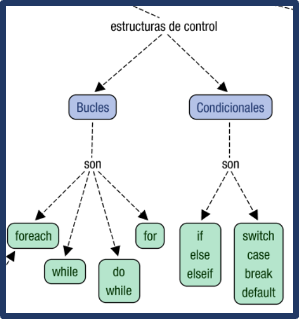 estructuras de control
Bucles
Condicionales
son
son
foreach
while
do
while
for
if
else
elseif
switch
case
break
default